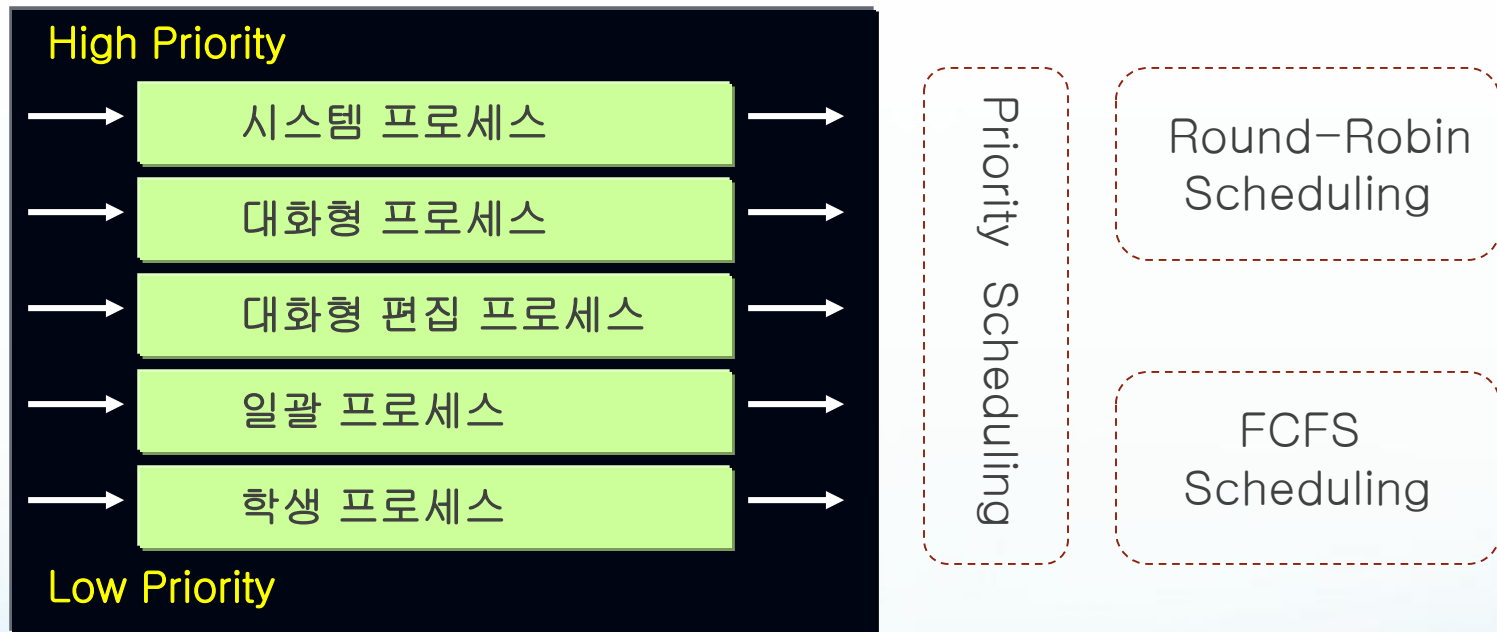 High Priority
시스템 프로세스
대화형 프로세스
대화형 편집 프로세스
일괄 프로세스
학생 프로세스
Low Priority
Priority Scheduling
Round-Robin
Scheduling
FCFS
Scheduling